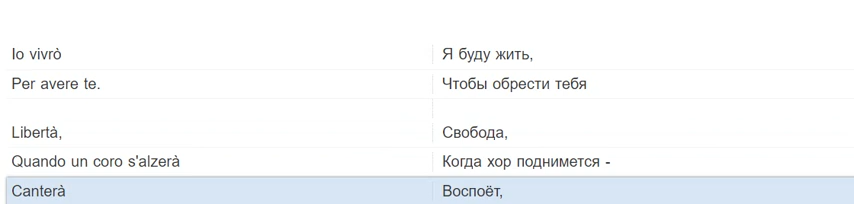 Io vivrò Я буду жить,
Per avere te. Чтобы обрести тебя
Libertà, Свобода,
Quando un coro s'alzerà Когда хор поднимется -
Canterà Воспоёт,